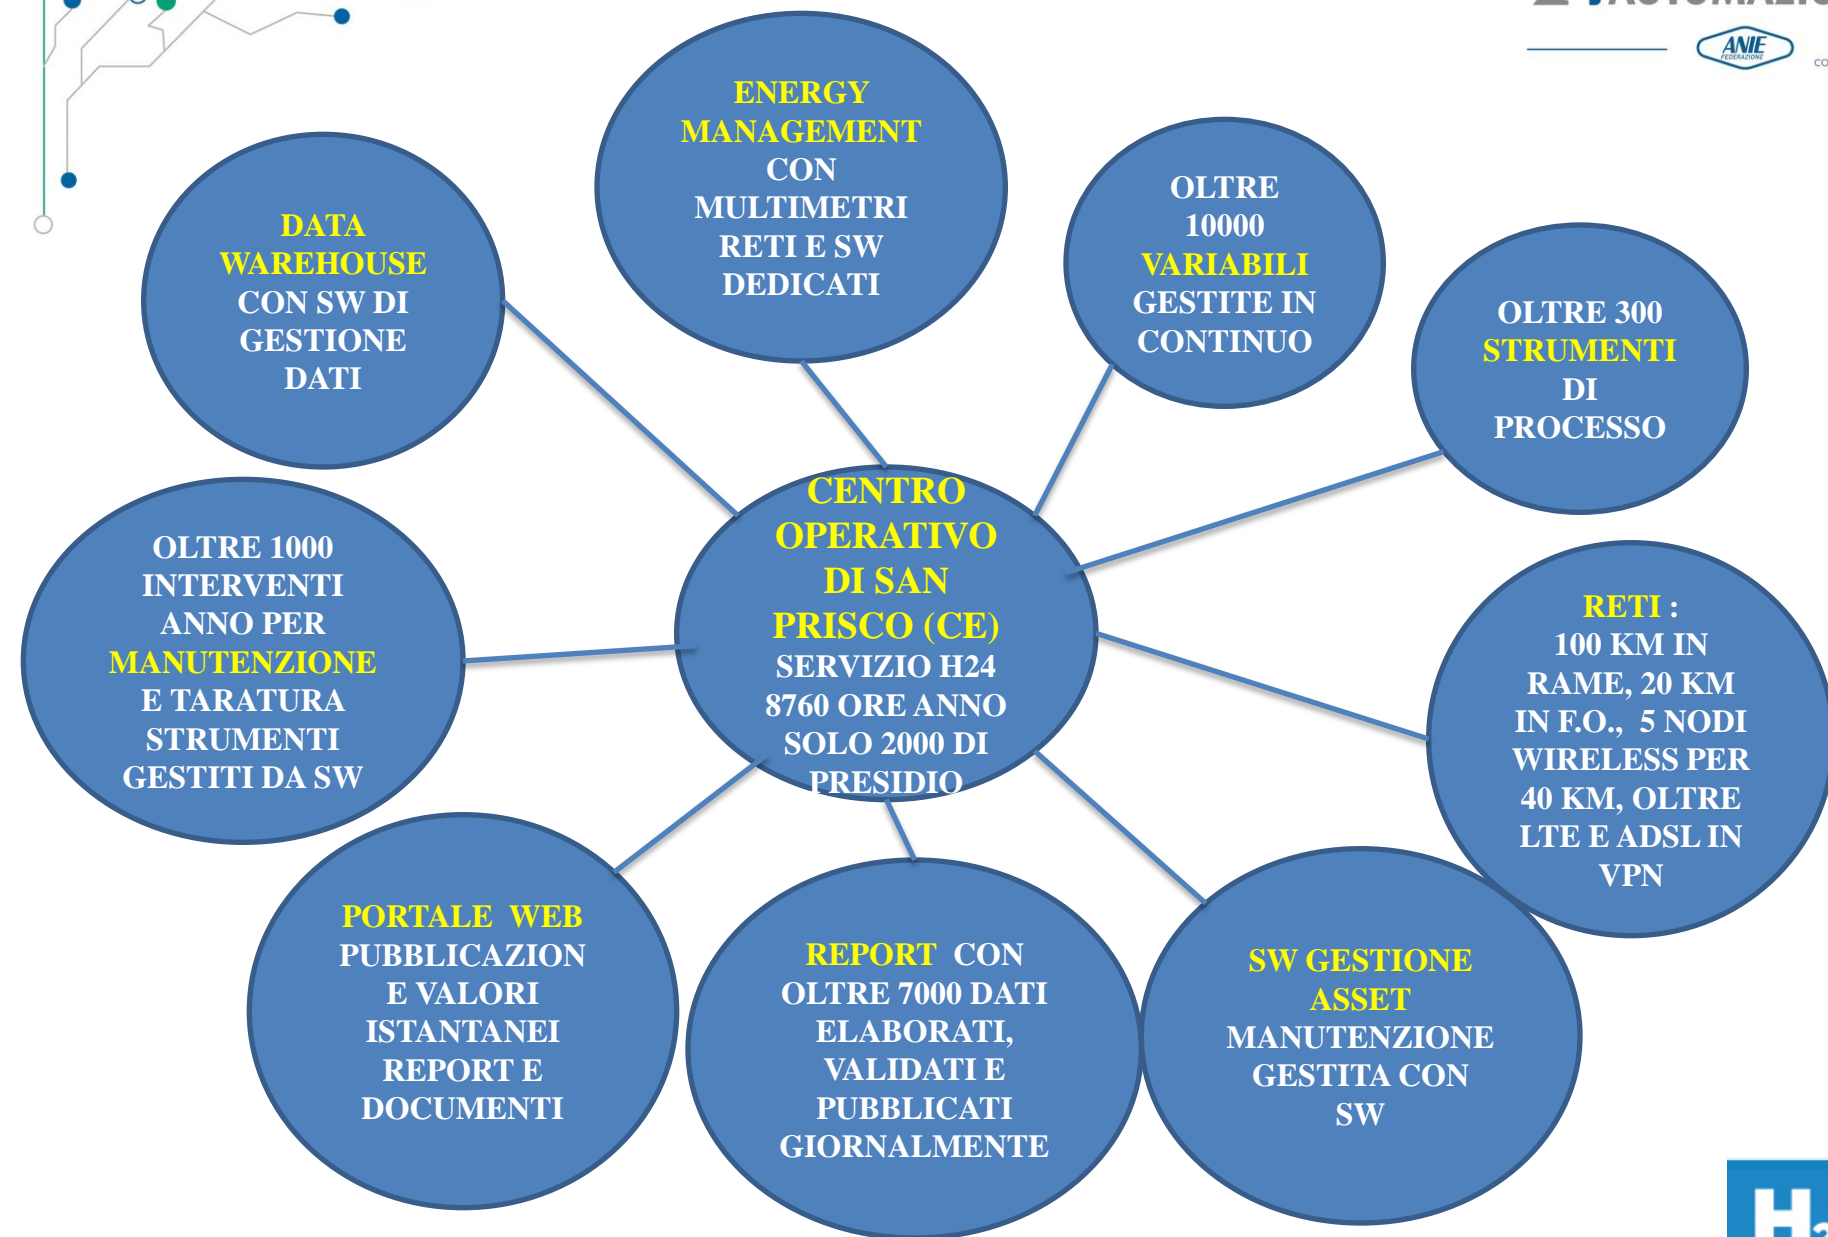 ANIE
FEDERAZIONE
ENERGY
MANAGEMENT
CON
MULTIMETRI
RETI E SW
DEDICATI
OLTRE
10000
VARIABILI
GESTITE IN
CONTINUO
DATA
WAREHOUSE
CON SW DI
GESTIONE
DATI
OLTRE 300
STRUMENTI
DI
PROCESSO
CENTRO
OPERATIVO
DI SAN
PRISCO (CE)
SERVIZIO H24
8760 ORE ANNO
SOLO 2000 DI
PRESIDIO
OLTRE 1000
INTERVENTI
ANNO PER
MANUTENZIONE
E TARATURA
STRUMENTI
GESTITI DA SW
RETI :
100 KM IN
RAME, 20 KM
IN F.O., 5 NODI
WIRELESS PER
40 KM, OLTRE
LTE E ADSL IN
VPN
PORTALE WEB
PUBBLICAZION
E VALORI
ISTANTANEI
REPORT E
DOCUMENTI
REPORT CON
OLTRE 7000 DATI
ELABORATI,
VALIDATI E
PUBBLICATI
GIORNALMENTE
SW GESTIONE
ASSET
MANUTENZIONE
GESTITA CON
SW